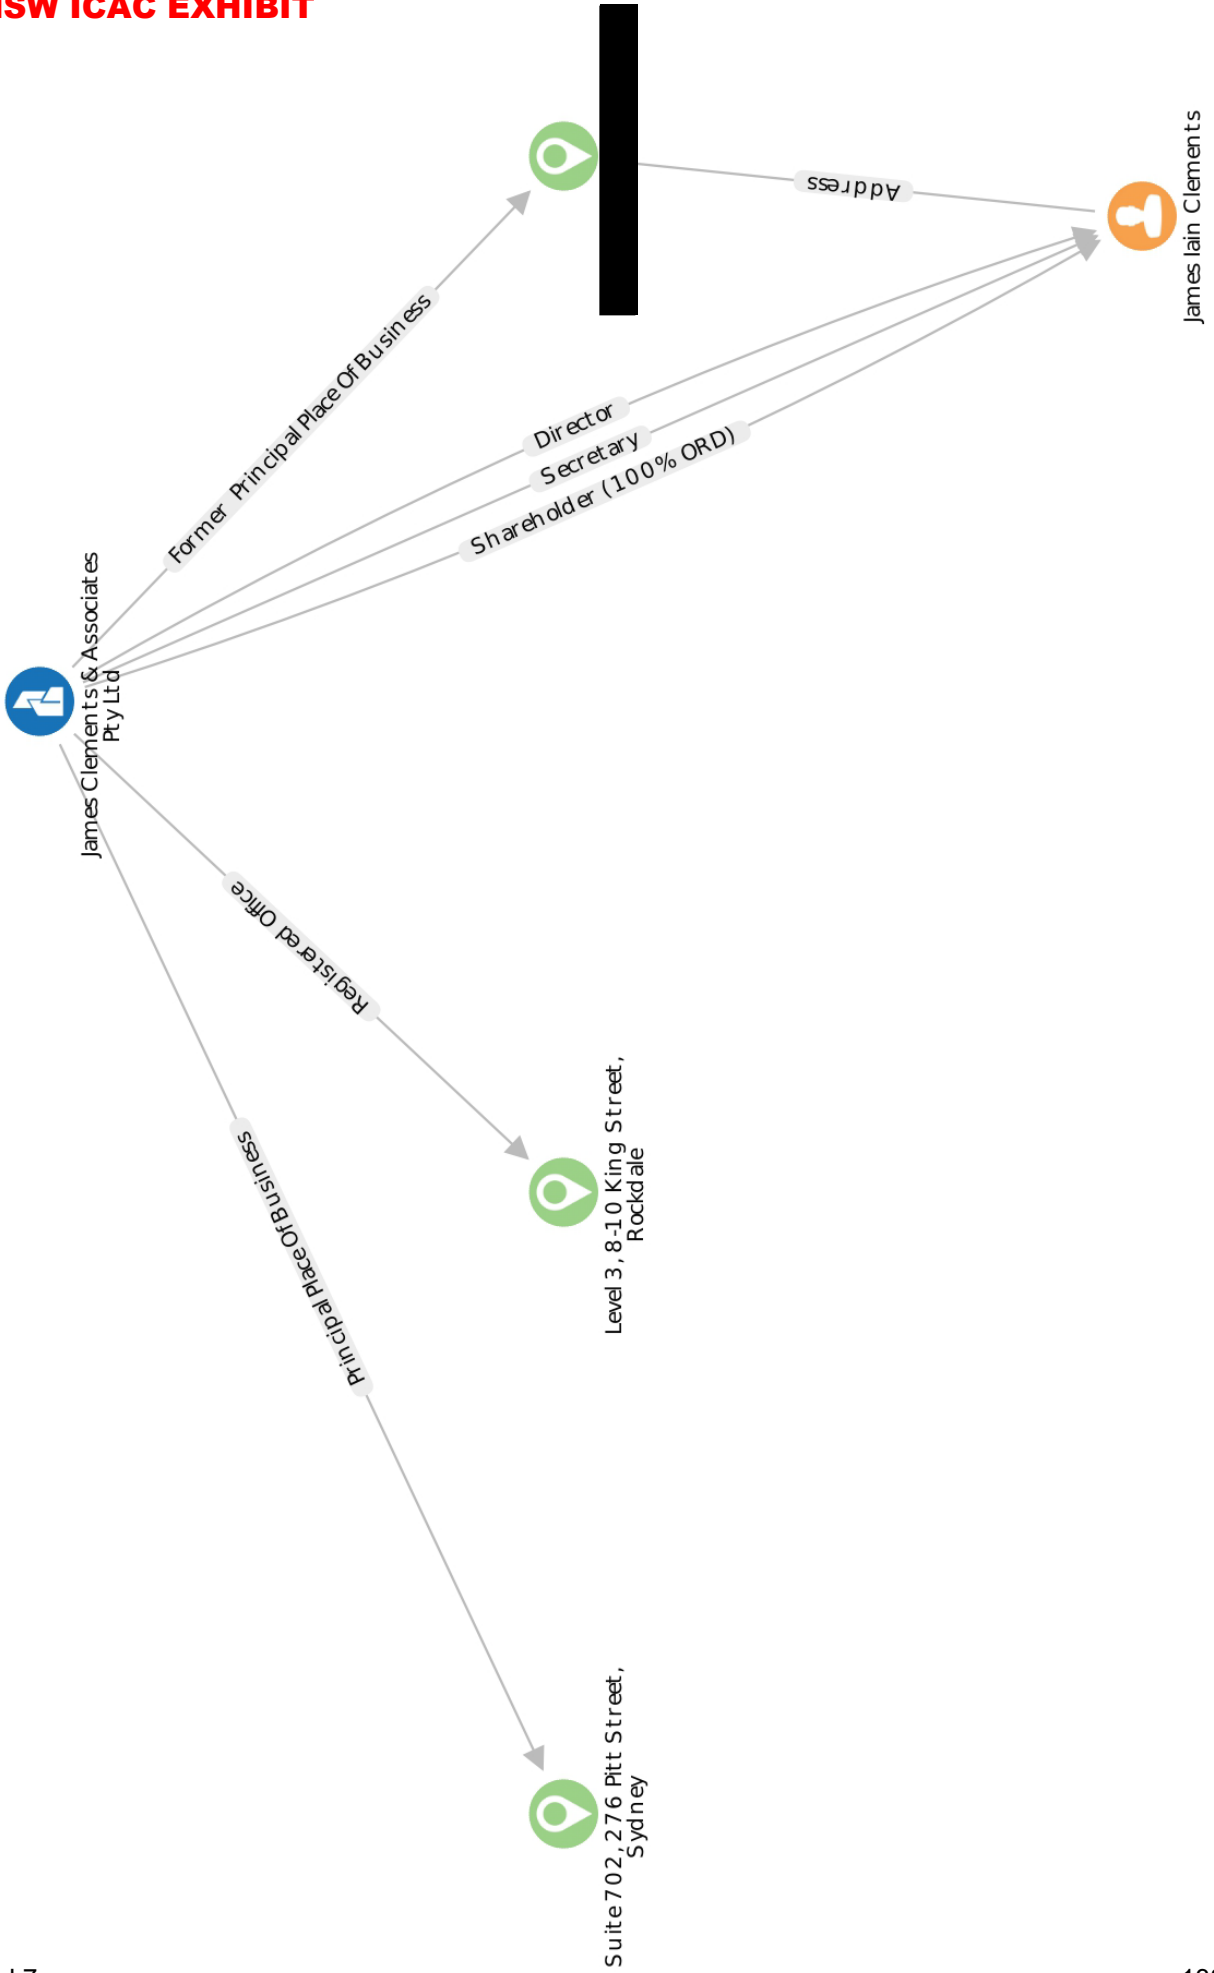 NSW ICAC EXHIBIT
James Clements & Associates
Pty Ltd
Former Principal Place Of Business
Director
Secretary
Shareholder (100% ORD)
Address
James Iain Clements
Registered Office
Level 3, 8-10 King Street,
Rockdale
Principal Place Of Business
Suite 702, 276 Pitt Street,
Sydney